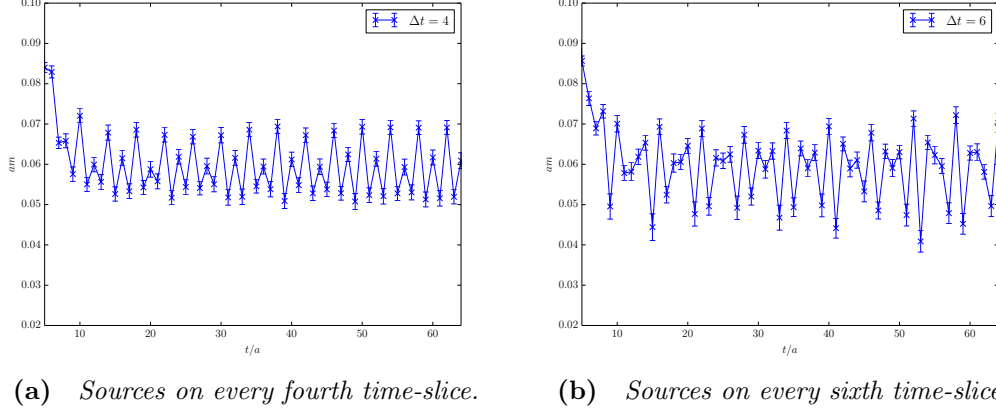 0.10
0.09
0.08
0.07
0.06
0.05
0.04
0.03
0.02
am
10 20 30 40 50 60
t/a
Δt = 4
0.10
0.09
0.08
0.07
0.06
0.05
0.04
0.03
0.02
am
10 20 30 40 50 60
t/a
Δt = 6
(a) Sources on every fourth time-slice.
(b) Sources on every sixth time-slice